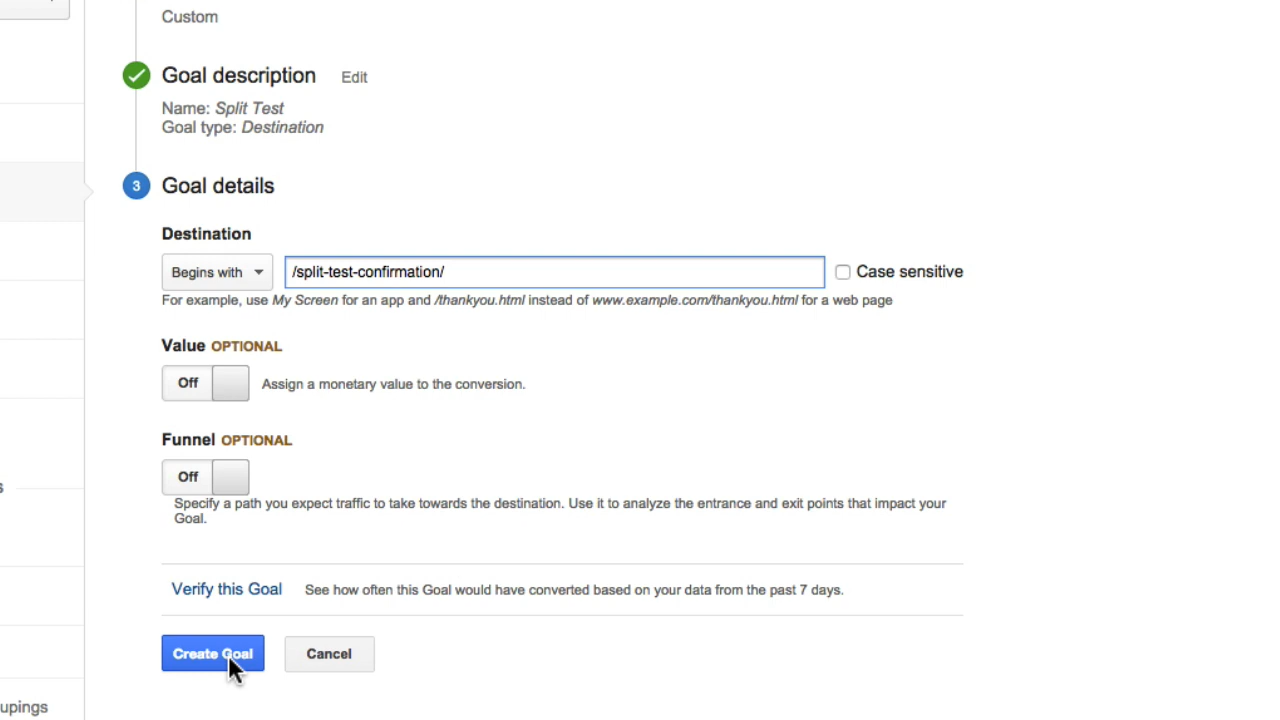 Custom
Goal description Edit
Name: Split Test
Goal type: Destination
3 Goal details
Destination
Begins with /split-test-confirmation/ Case sensitive
For example, use My Screen for an app and /thankyou.html instead of www.example.com/thankyou.html for a web page
Value OPTIONAL
Off Assign a monetary value to the conversion.
Funnel OPTIONAL
Off
Specify a path you expect traffic to take towards the destination. Use it to analyze the entrance and exit points that impact your
Goal.
s
Verify this Goal See how often this Goal would have converted based on your data from the past 7 days.
Create Goal Cancel
upings